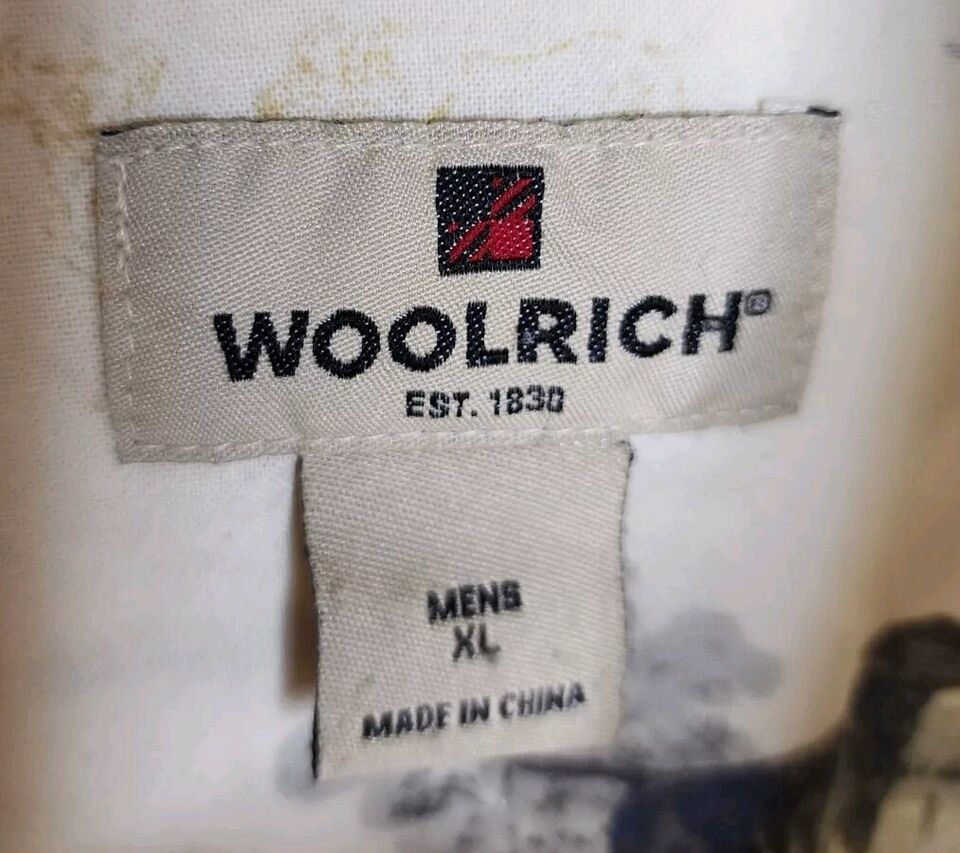 WOOLRICH®
EST. 1830
MENS
XL
MADE IN CHINA